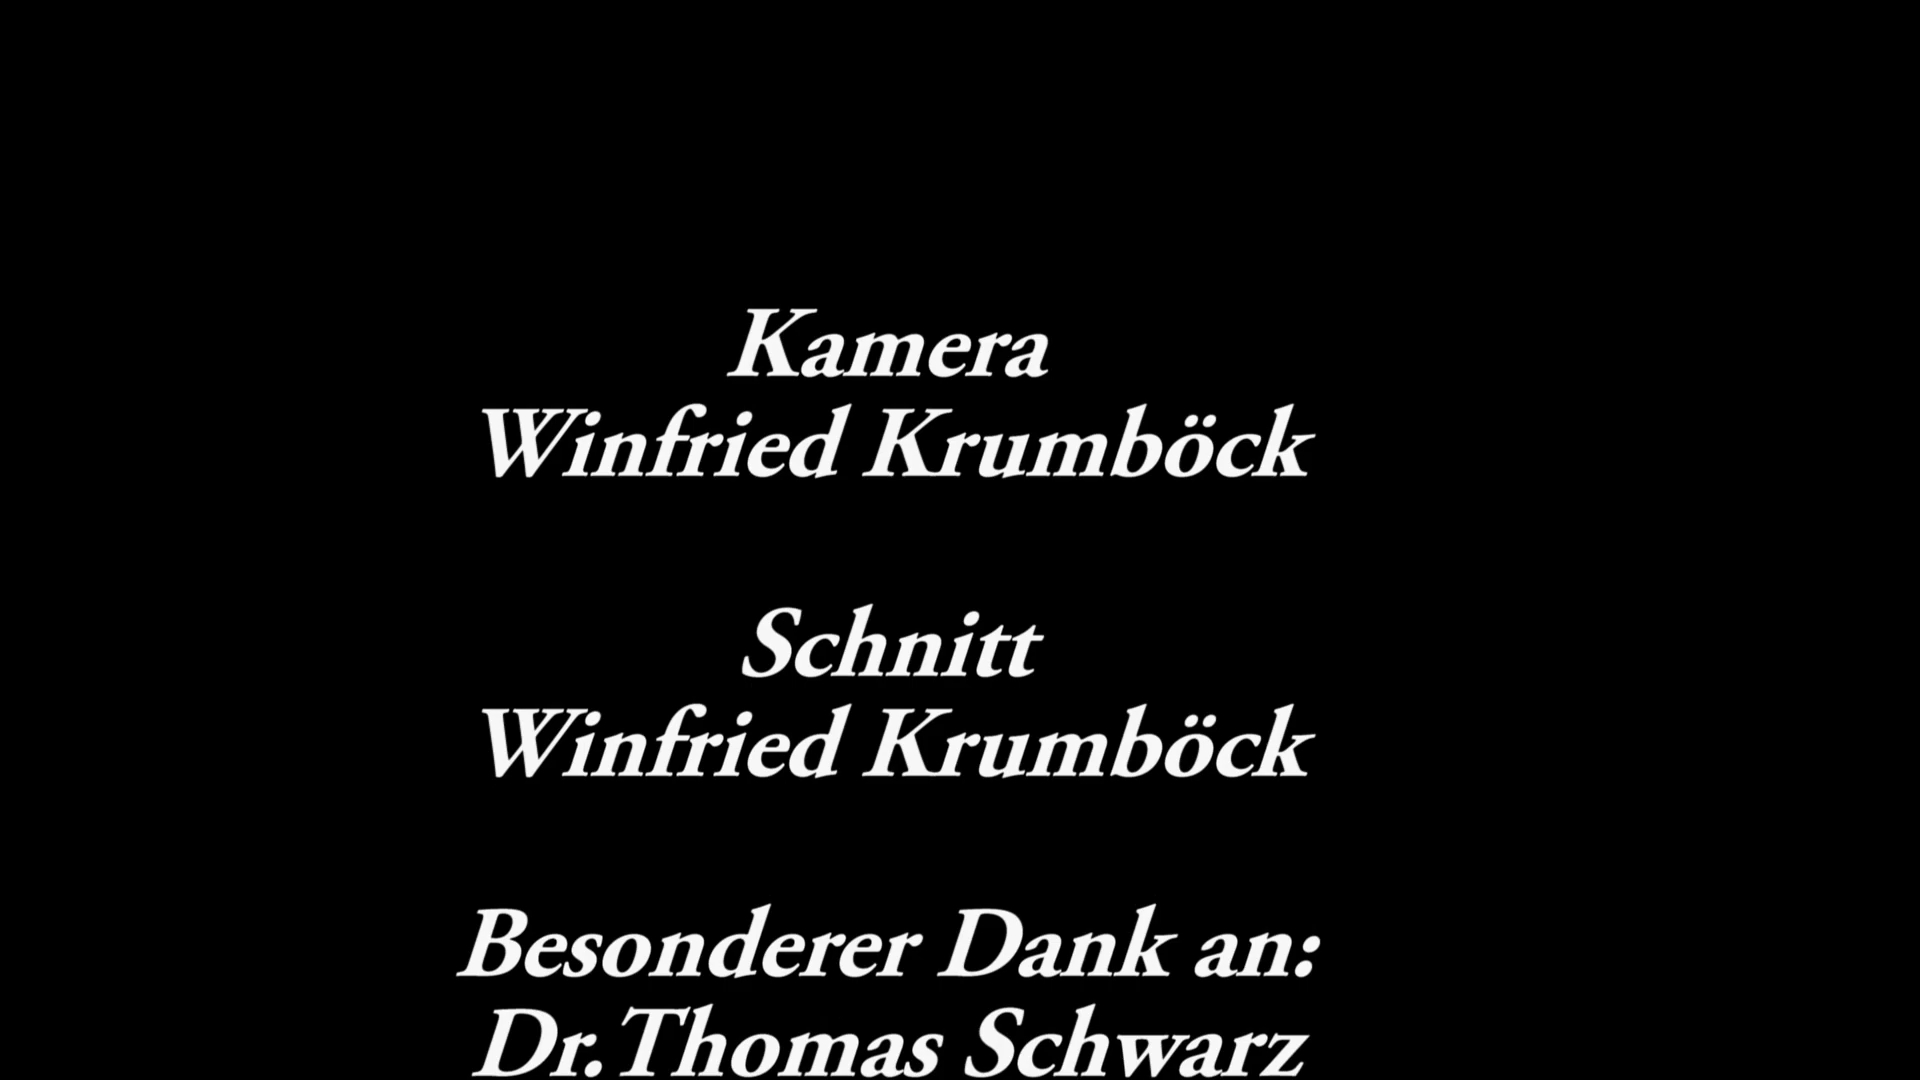 Kamera
Winfried Krumböck
Schnitt
Winfried Krumböck
Besonderer Dank an:
Dr. Thomas Schwarz